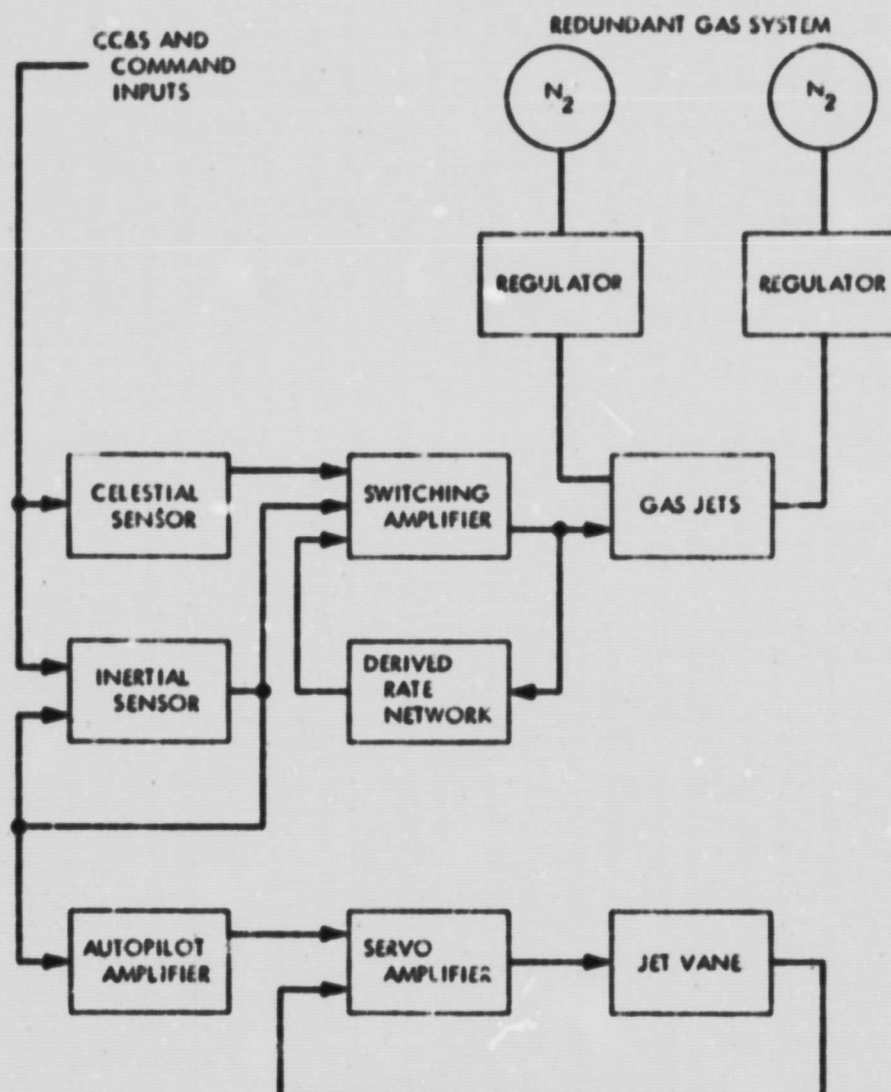 CC&S AND
COMMAND
INPUTS
REDUNDANT GAS SYSTEM
N2
N2
REGULATOR
REGULATOR
CELESTIAL
SENSOR
SWITCHING
AMPLIFIER
GAS JETS
INERTIAL
SENSOR
DERIVED
RATE
NETWORK
AUTOPILOT
AMPLIFIER
SERVO
AMPLIFIER
JET VANE